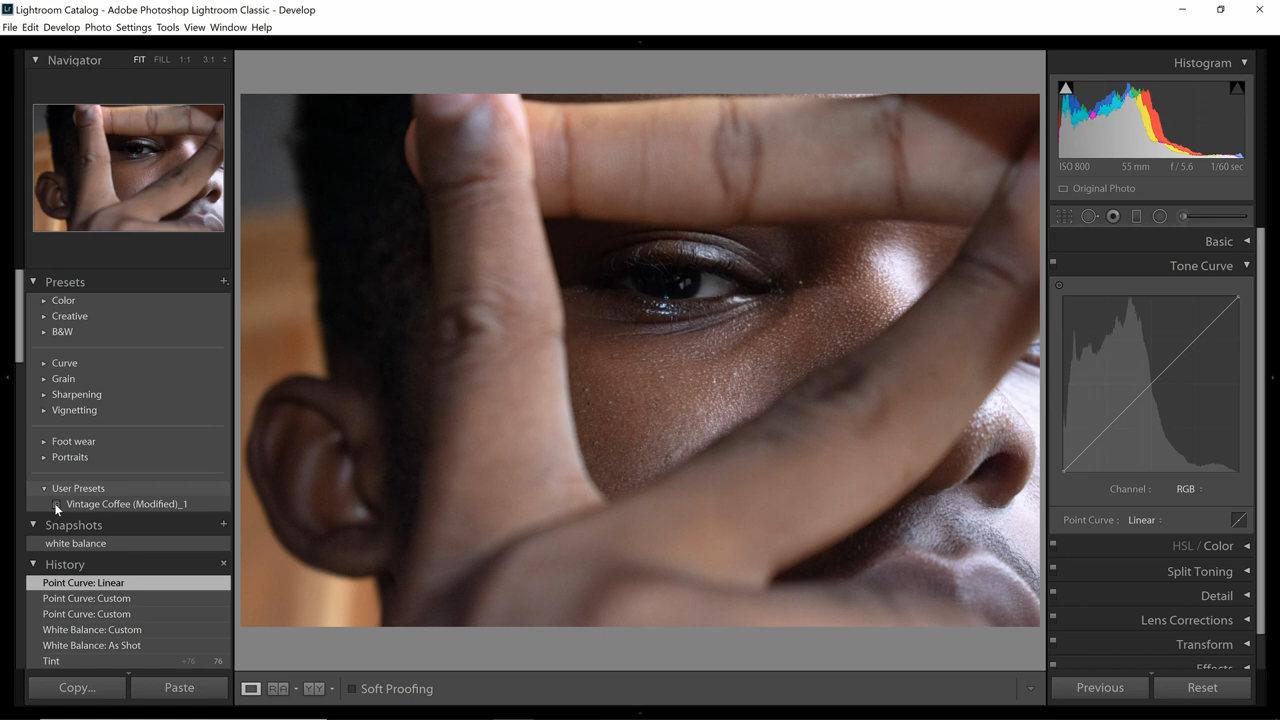 Lightroom Catalog - Adobe Photoshop Lightroom Classic - Develop
File Edit Develop Photo Settings Tools View Window Help
Navigator FIT FILL 1:1 3:1
Presets
Color
Creative
B&W
Curve
Grain
Sharpening
Vignetting
Foot wear
Portraits
User Presets
Vintage Coffee (Modified)_1
Snapshots
white balance
History
Point Curve: Linear
Point Curve: Custom
Point Curve: Custom
White Balance: Custom
White Balance: As Shot
Tint +76 76
Copy... Paste
Soft Proofing
Histogram
ISO 800 55 mm f / 5.6 1/60 sec
Original Photo
Basic
Tone Curve
Channel : RGB
Point Curve : Linear
HSL / Color
Split Toning
Detail
Lens Corrections
Transform
Effects
Previous Reset